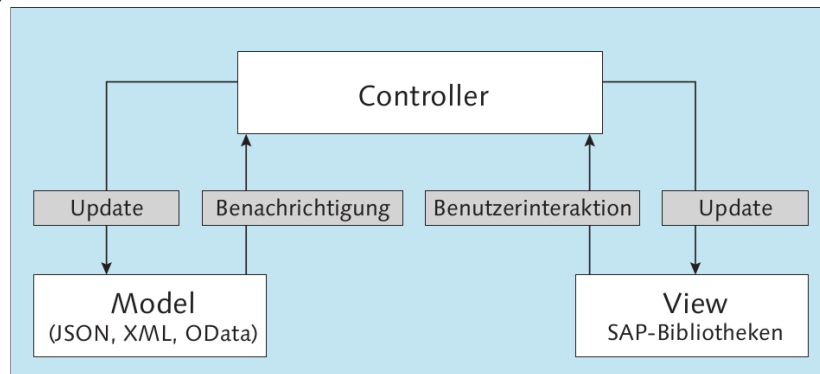 Controller
Update
Benachrichtigung
Benutzerinteraktion
Update
Model
(JSON, XML, OData)
View
SAP-Bibliotheken